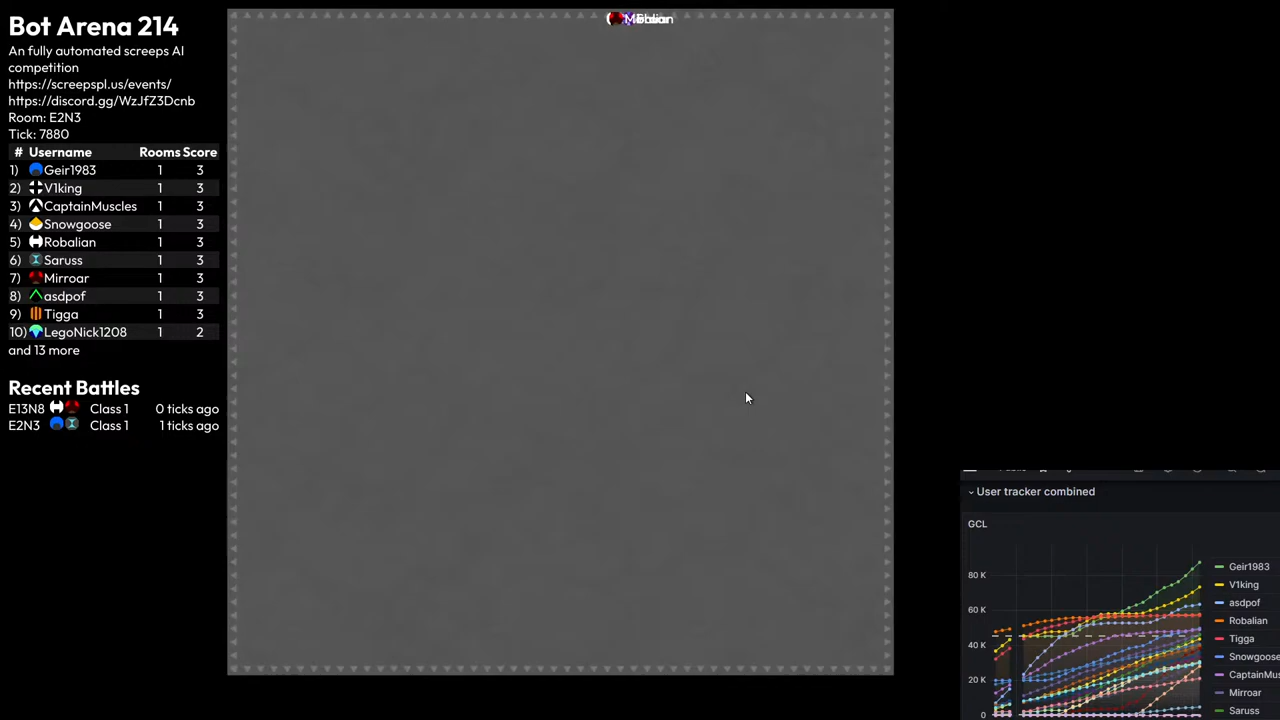 Bot Arena 214
An fully automated screeps AI
competition
https://screepspl.us/events/
https://discord.gg/WzJfZ3Dcnb
Room: E2N3
Tick: 7880
# Username Rooms Score
1) Geir1983 1 3
2) V1king 1 3
3) CaptainMuscles 1 3
4) Snowgoose 1 3
5) Robalian 1 3
6) Saruss 1 3
7) Mirroar 1 3
8) asdpof 1 3
9) Tigga 1 3
10) LegoNick1208 1 2
and 13 more
Recent Battles
E13N8 Class 1 0 ticks ago
E2N3 Class 1 1 ticks ago
User tracker combined
GCL
80 K
60 K
40 K
20 K
0
Geir1983
V1king
asdpof
Robalian
Tigga
Snowgoose
CaptainMus
Mirroar
Saruss